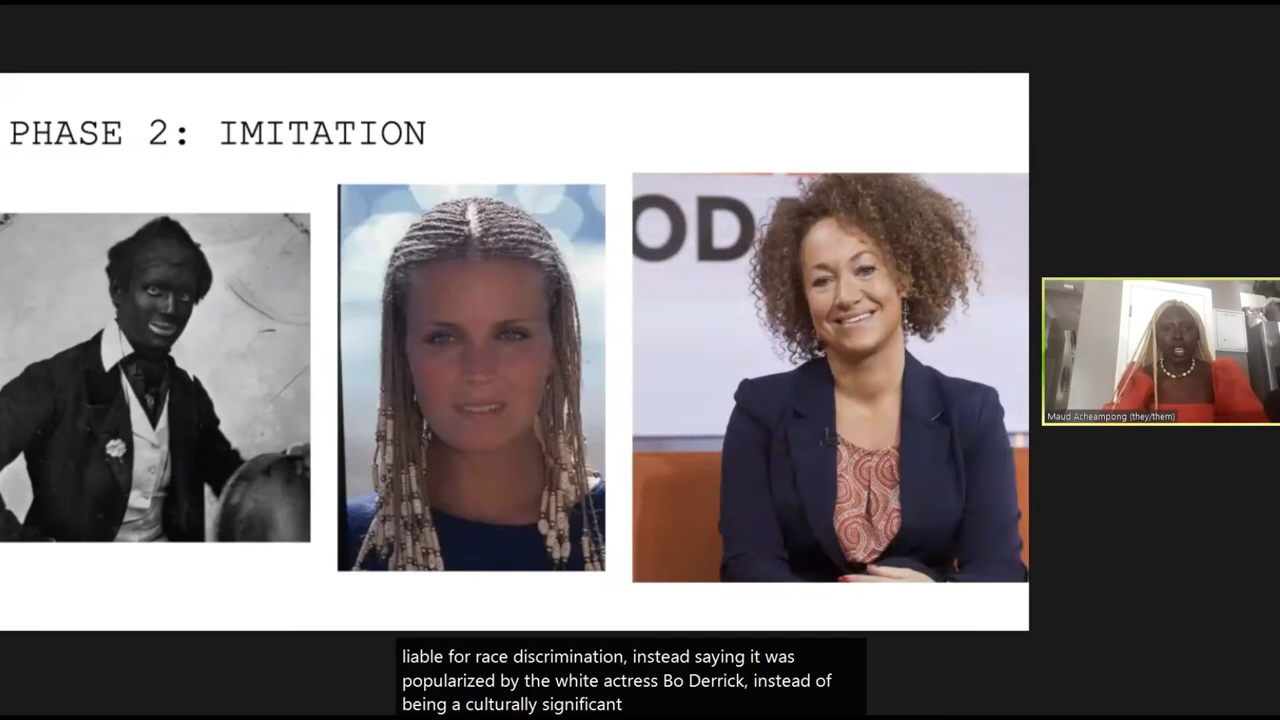 PHASE 2: IMITATION
ODA
Maud Acheampong (they/them)
liable for race discrimination, instead saying it was
popularized by the white actress Bo Derrick, instead of
being a culturally significant